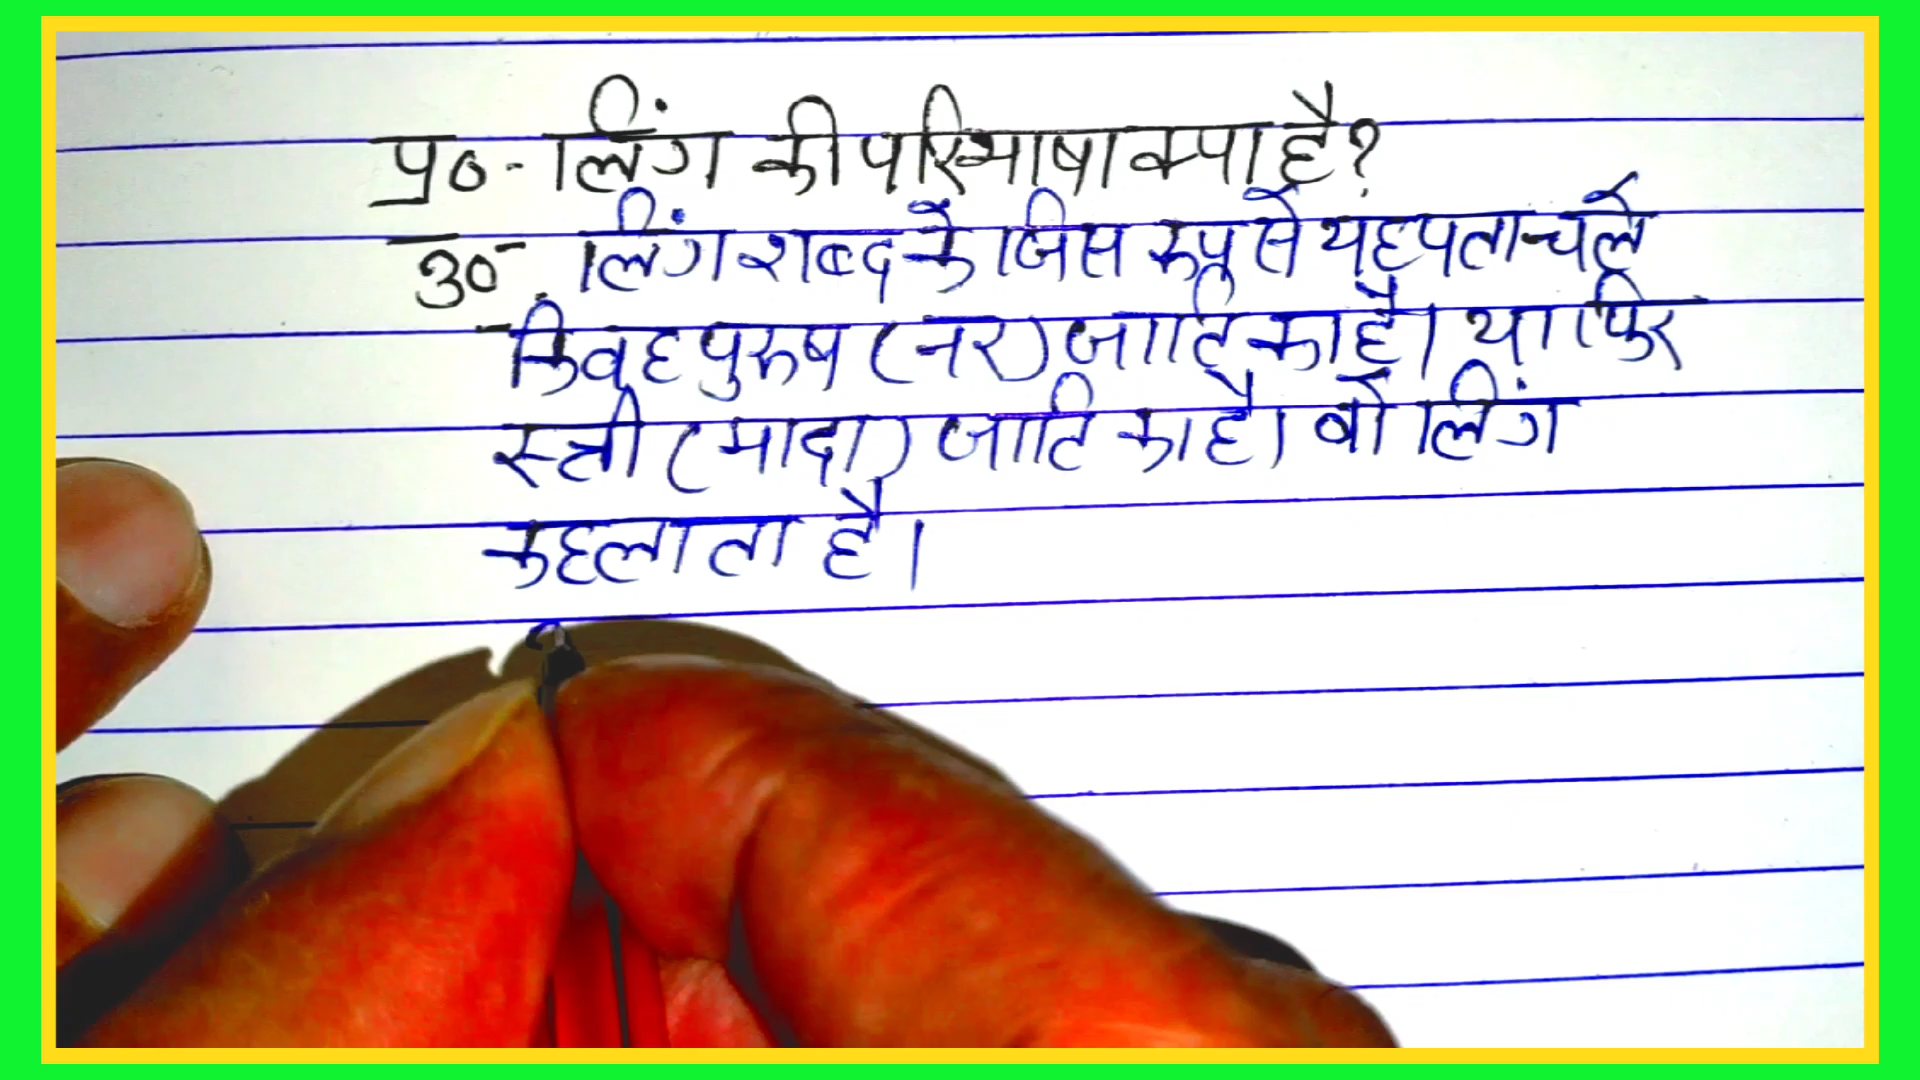 प्र०- लिंग की परिभाषा क्या है?
उ०- लिंग शब्द के जिस रूप से यह पता चले
कि वह पुरुष (नर) जाति का है। या फिर
स्त्री (मादा) जाति का है। वो लिंग
कहलाता है।